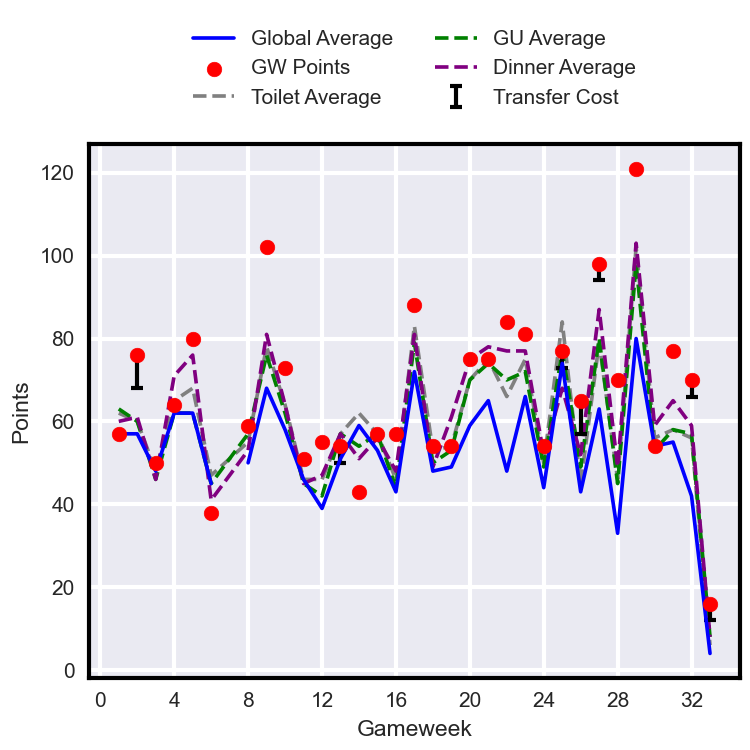 Global Average
GW Points
Toilet Average
GU Average
Dinner Average
Transfer Cost
Points
120
100
80
60
40
20
0
0 4 8 12 16 20 24 28 32
Gameweek